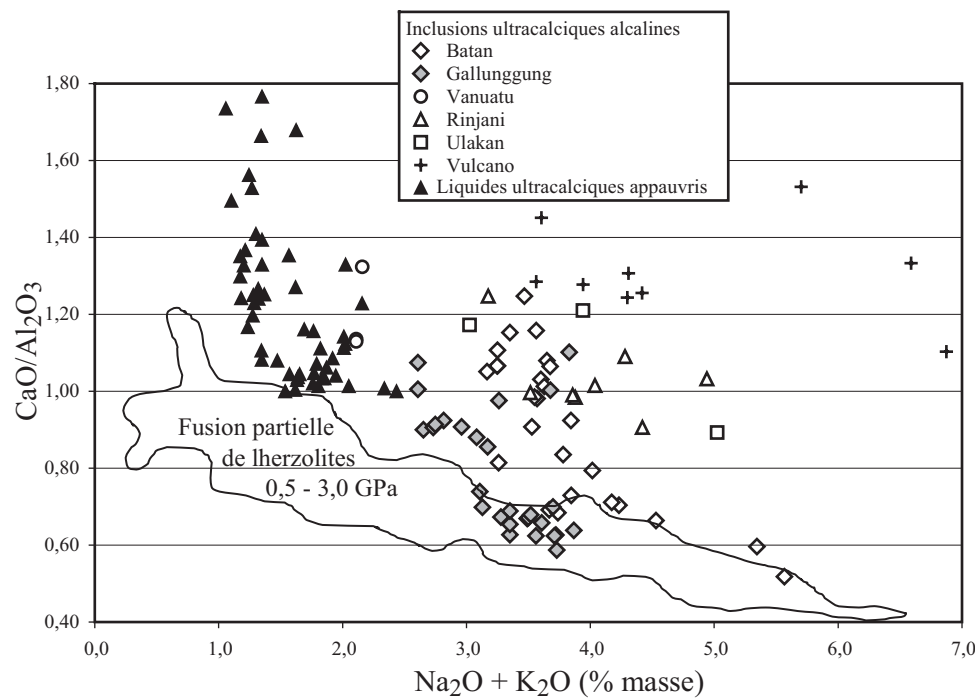 Inclusions ultracalciques alcalines
Batan
Gallunggung
Vanuatu
Rinjani
Ulakan
Vulcano
Liquides ultracalciques appauvris
1,80
1,60
1,40
1,20
1,00
0,80
0,60
0,40
CaO/Al₂O₃
Fusion partielle
de lherzolites
0,5 - 3,0 GPa
0,0
1,0
2,0
3,0
4,0
5,0
6,0
7,0
Na₂O + K₂O (% masse)